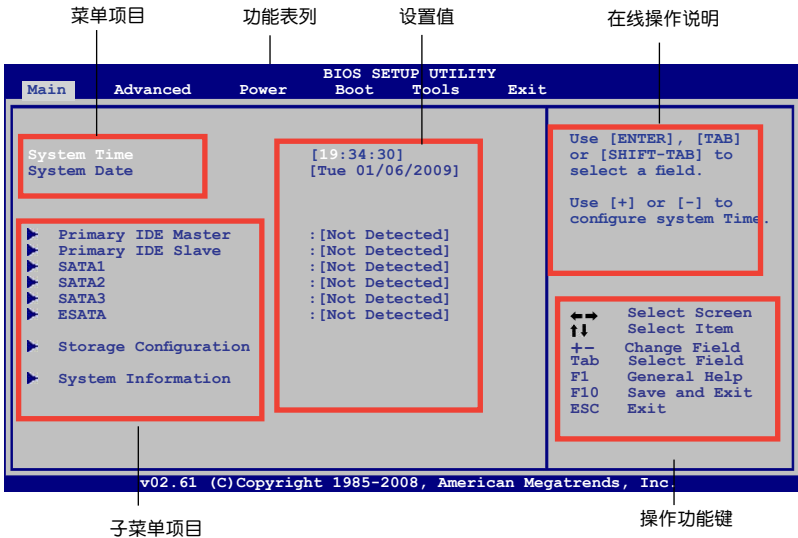 菜单项目 功能表列 设置值 在线操作说明
BIOS SETUP UTILITY
Main Advanced Power Boot Tools Exit
System Time [19:34:30]
System Date [Tue 01/06/2009]
Primary IDE Master :[Not Detected]
Primary IDE Slave :[Not Detected]
SATA1 :[Not Detected]
SATA2 :[Not Detected]
SATA3 :[Not Detected]
ESATA :[Not Detected]
Storage Configuration
System Information
Use [ENTER], [TAB]
or [SHIFT-TAB] to
select a field.
Use [+] or [-] to
configure system Time.
←→ Select Screen
↑↓ Select Item
+- Change Field
Tab Select Field
F1 General Help
F10 Save and Exit
ESC Exit
v02.61 (C)Copyright 1985-2008, American Megatrends, Inc.
子菜单项目 操作功能键